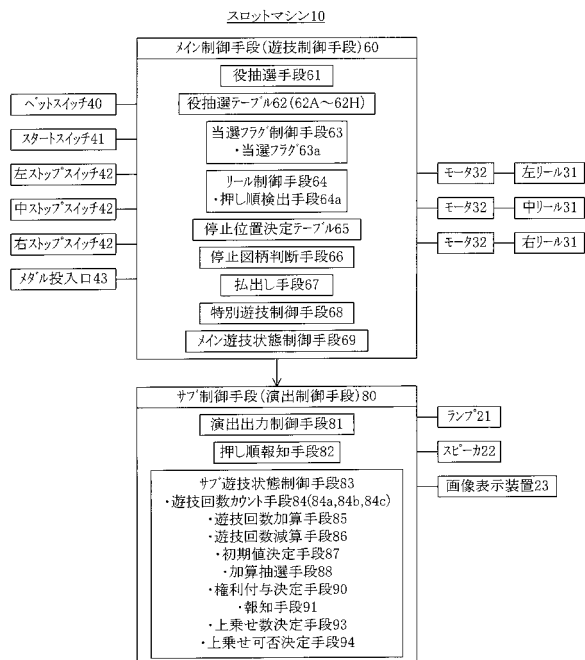 スロットマシン10
メイン制御手段(遊技制御手段)60
役抽選手段61
役抽選テーブル62(62A～62H)
当選フラグ制御手段63
・当選フラグ63a
リール制御手段64
・押し順検出手段64a
停止位置決定テーブル65
停止図柄判断手段66
払出し手段67
特別遊技制御手段68
メイン遊技状態制御手段69
ベットスイッチ40
スタートスイッチ41
左ストップスイッチ42
中ストップスイッチ42
右ストップスイッチ42
メダル投入口43
モータ32
左リール31
モータ32
中リール31
モータ32
右リール31
サブ制御手段(演出制御手段)80
演出出力制御手段81
押し順報知手段82
サブ遊技状態制御手段83
・遊技回数カウント手段84(84a,84b,84c)
・遊技回数加算手段85
・遊技回数減算手段86
・初期値決定手段87
・加算抽選手段88
・権利付与決定手段90
・報知手段91
・上乗せ数決定手段93
・上乗せ可否決定手段94
ランプ21
スピーカ22
画像表示装置23